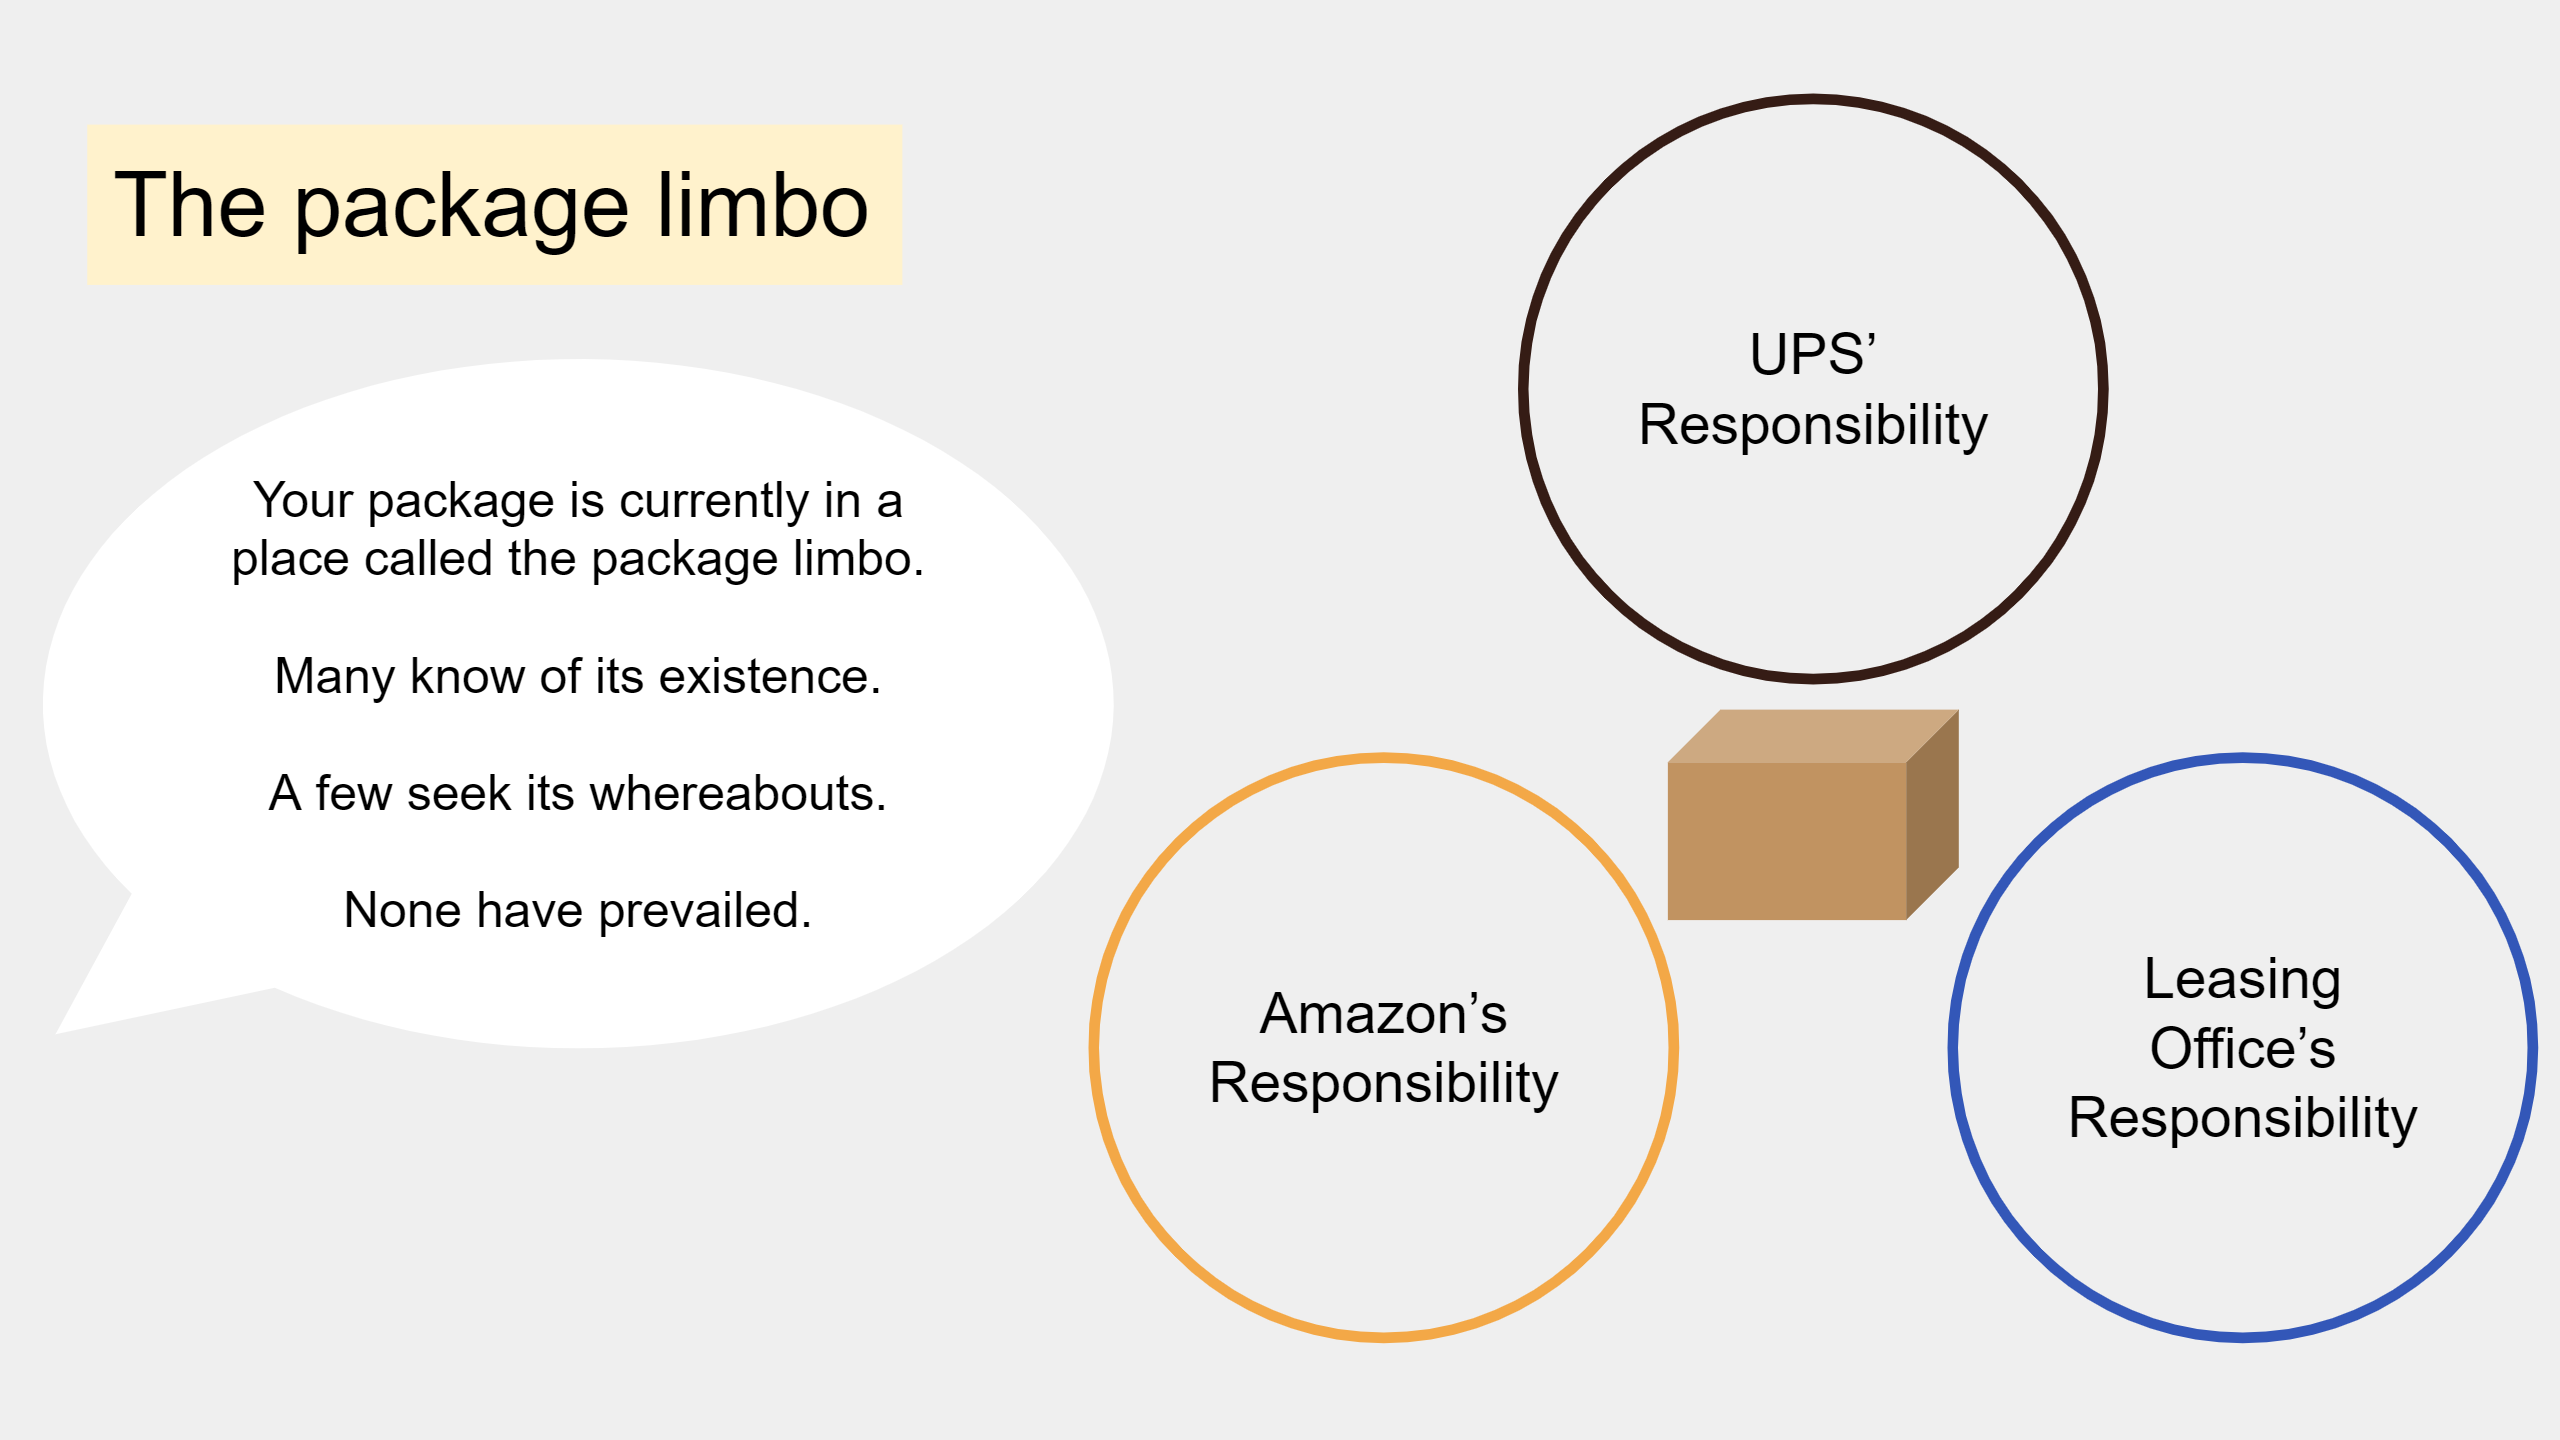 The package limbo
Your package is currently in a
place called the package limbo.
Many know of its existence.
A few seek its whereabouts.
None have prevailed.
UPS’
Responsibility
Amazon’s
Responsibility
Leasing
Office’s
Responsibility